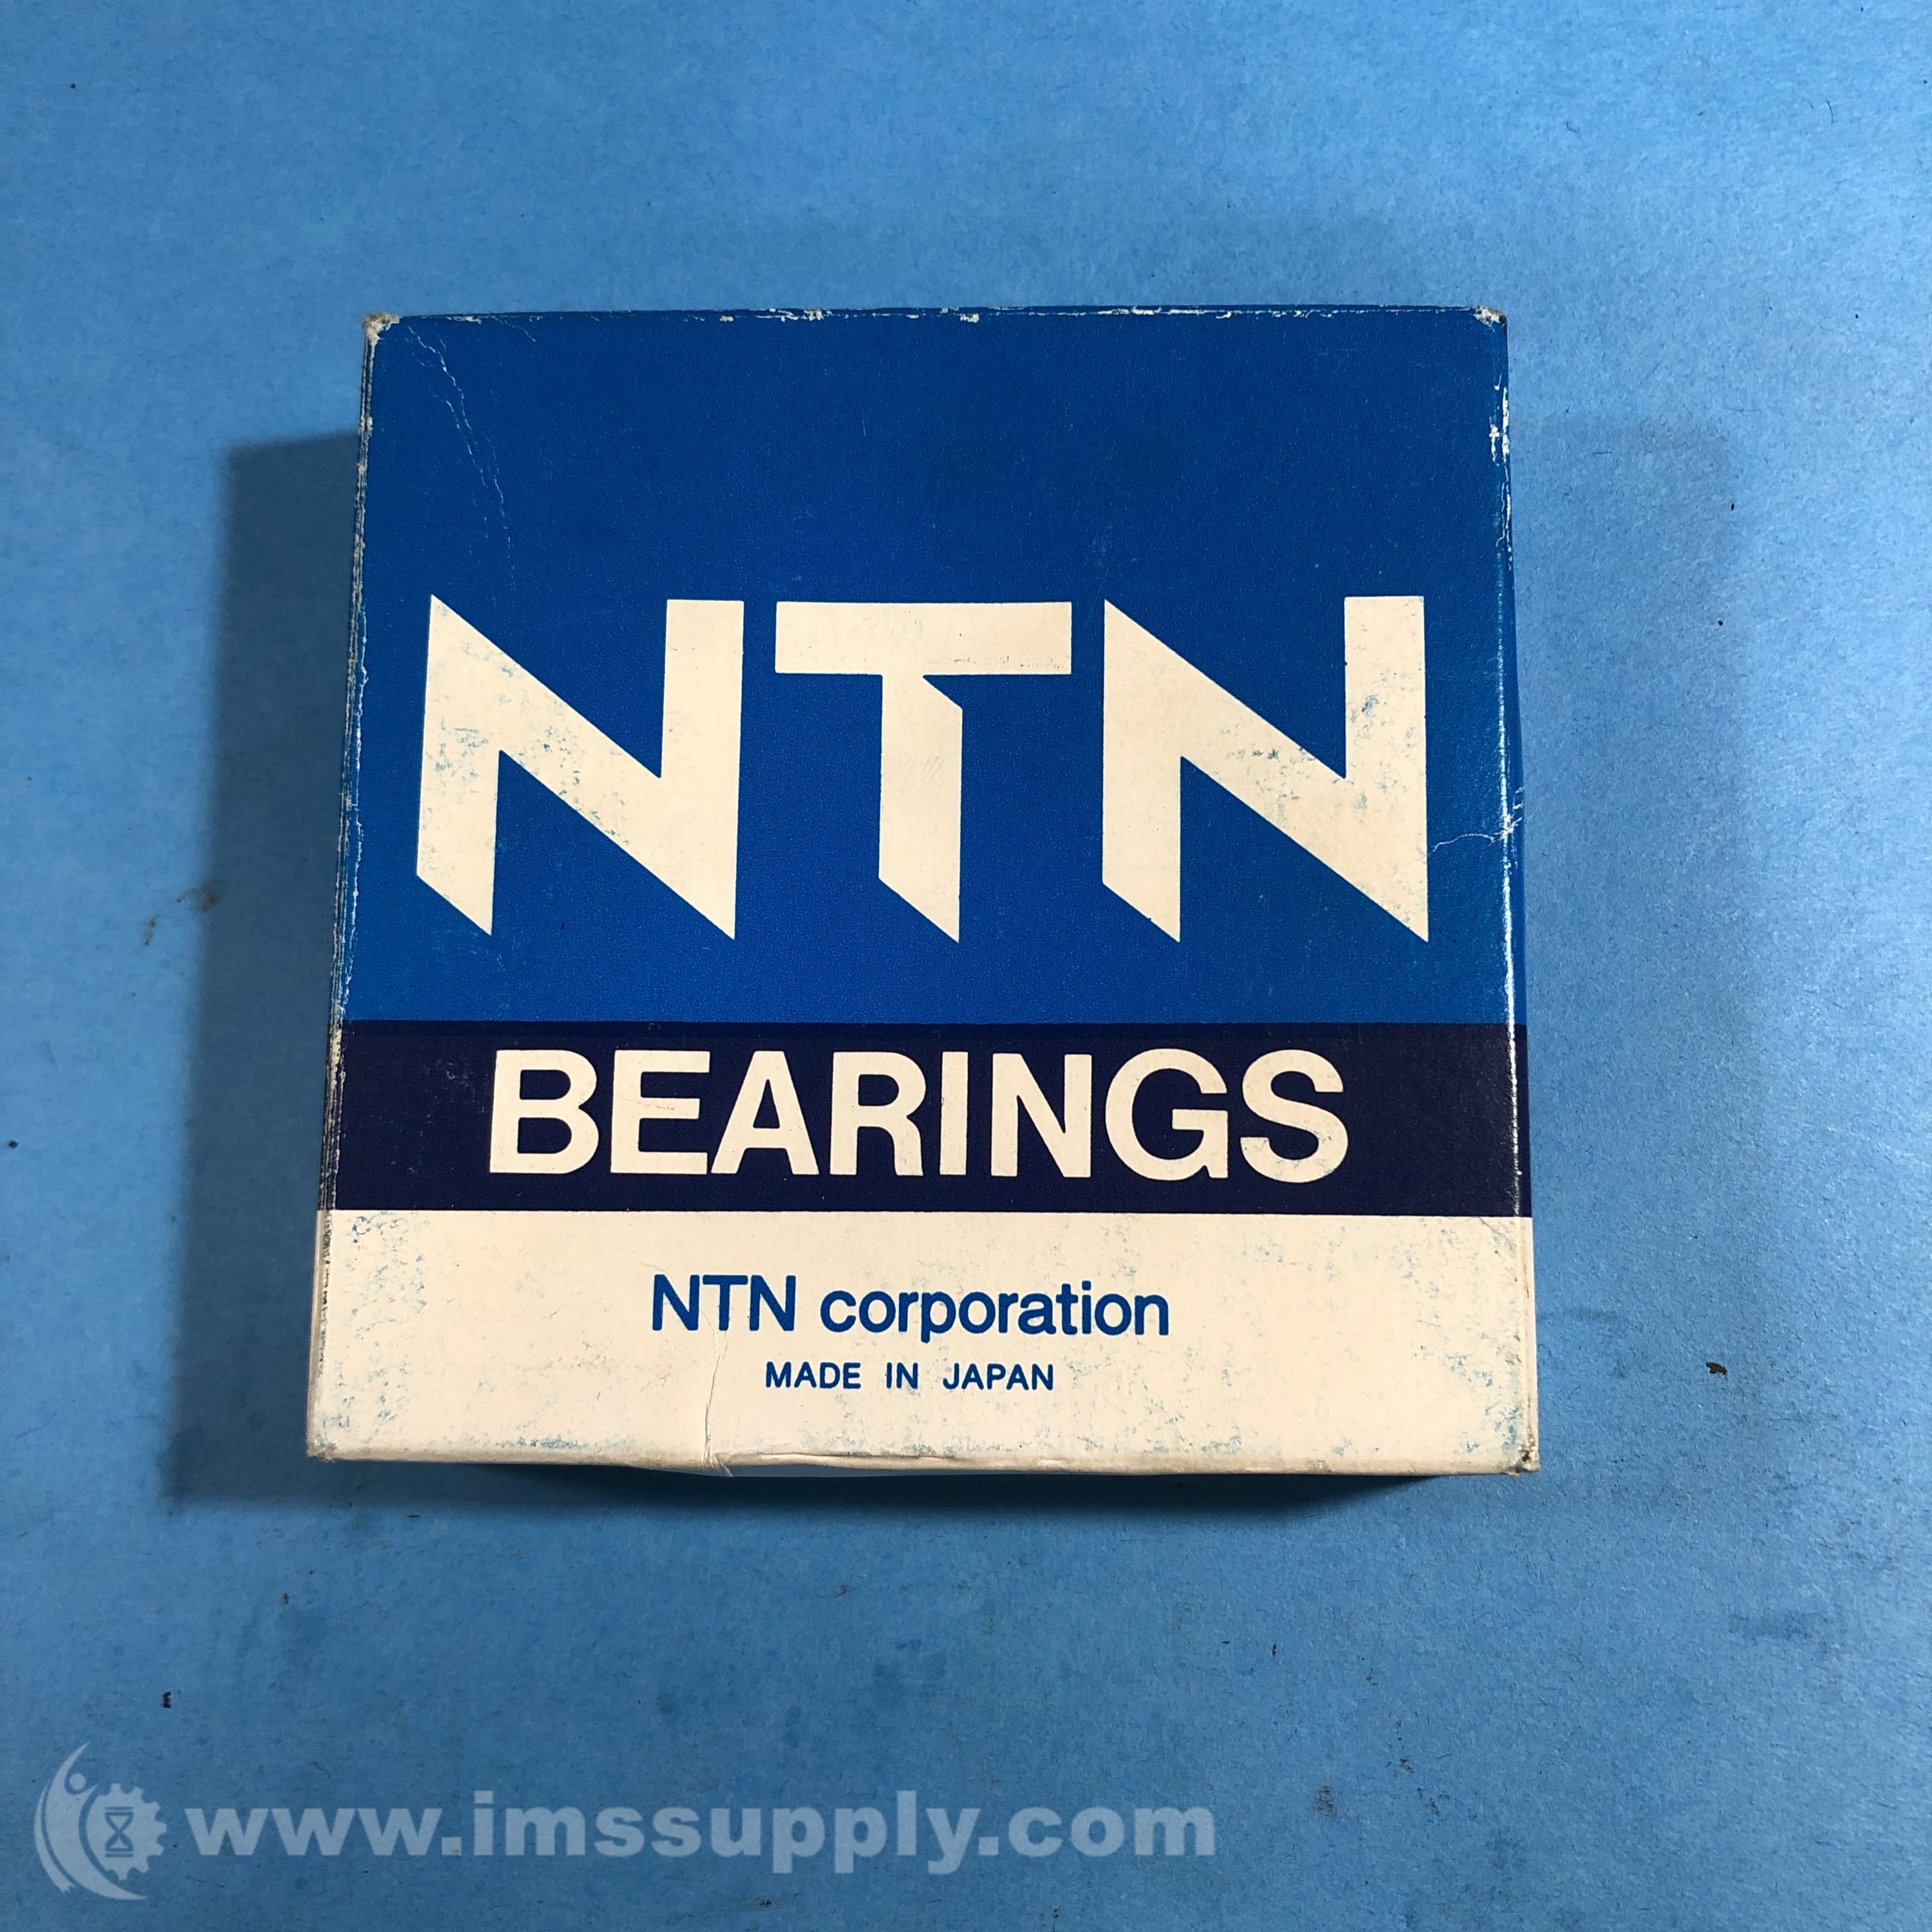 NTN
BEARINGS
NTN corporation
MADE IN JAPAN
www.imssupply.com